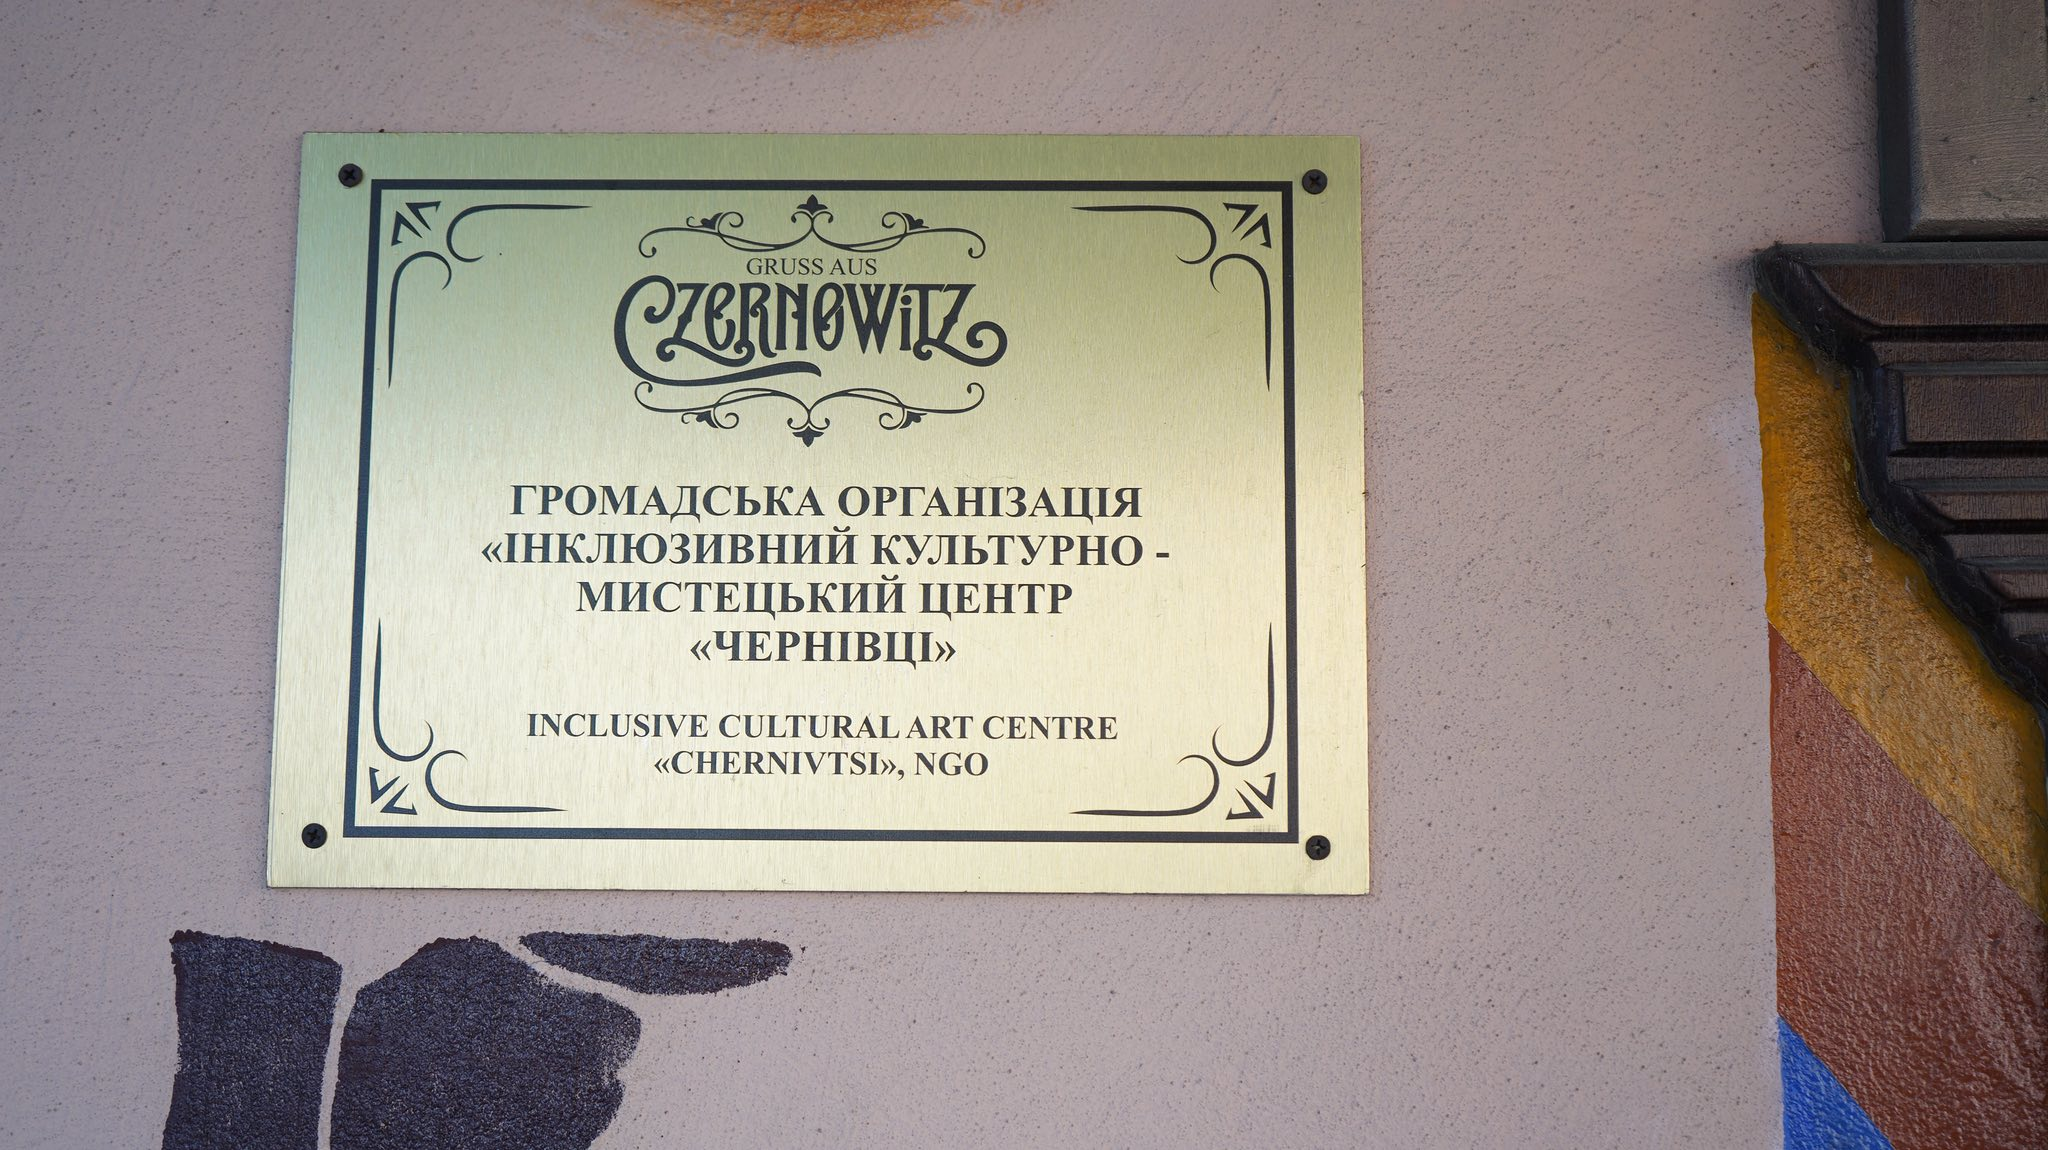 GRUSS AUS
CZERNOWiTZ
ГРОМАДСЬКА ОРГАНІЗАЦІЯ
«ІНКЛЮЗИВНИЙ КУЛЬТУРНО -
МИСТЕЦЬКИЙ ЦЕНТР
«ЧЕРНІВЦІ»
INCLUSIVE CULTURAL ART CENTRE
«CHERNIVTSI», NGO